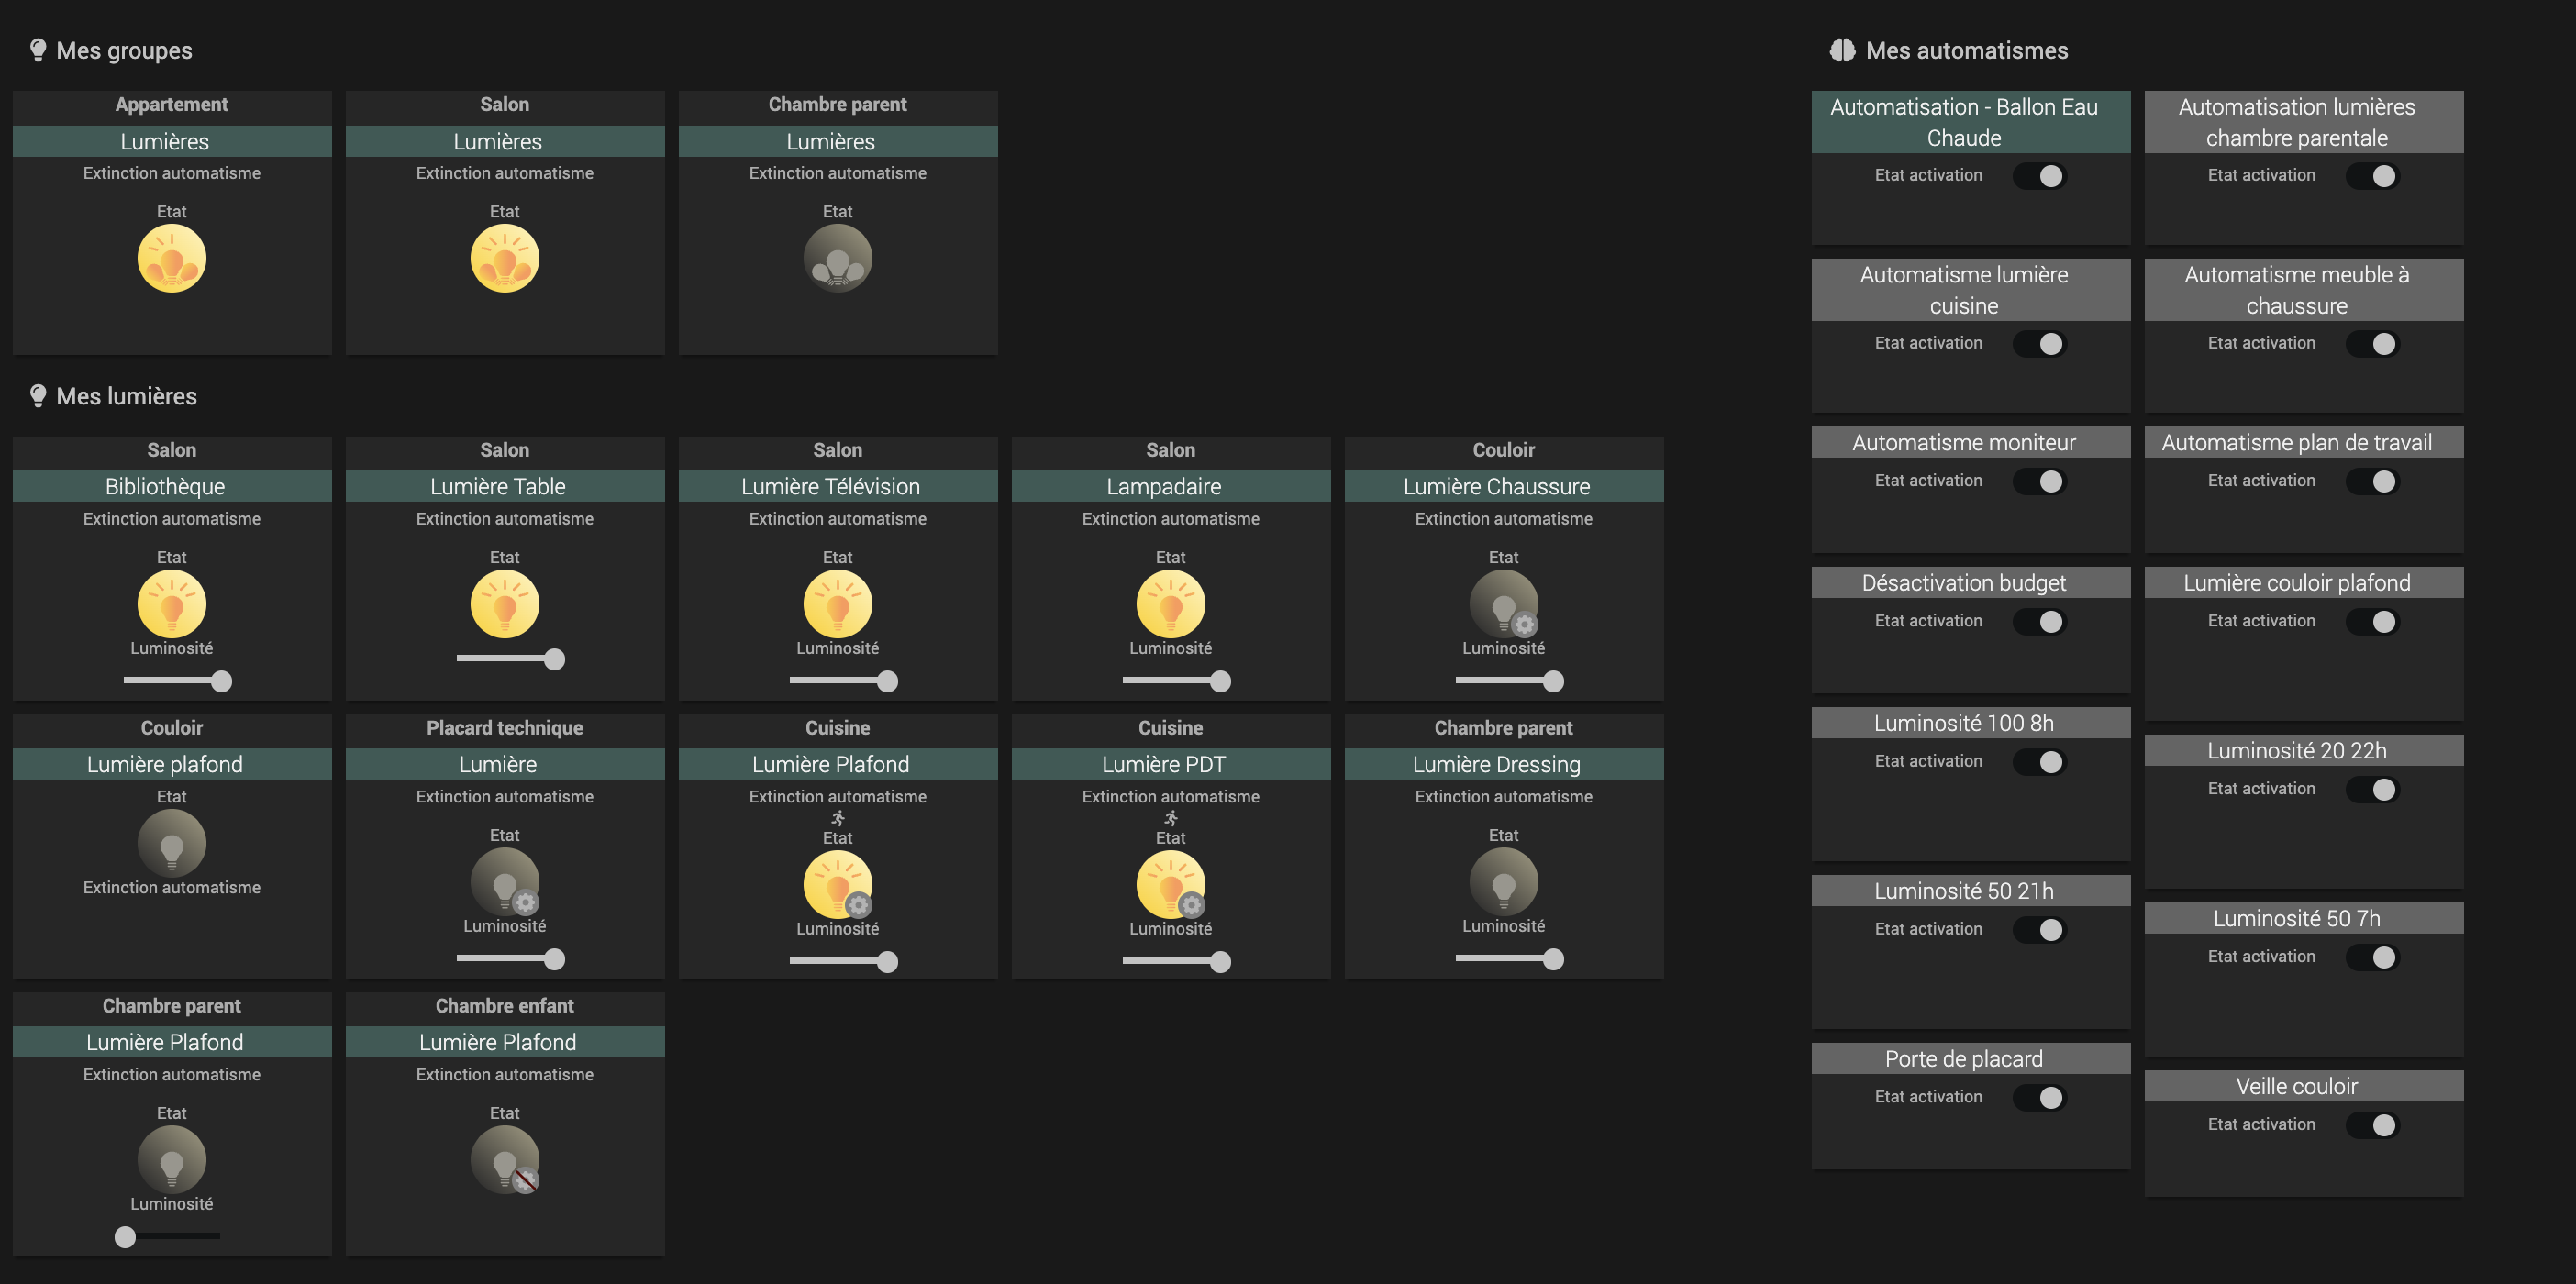 Mes groupes
Appartement
Lumières
Extinction automatisme
Etat
Salon
Lumières
Extinction automatisme
Etat
Chambre parent
Lumières
Extinction automatisme
Etat
Mes lumières
Salon
Bibliothèque
Extinction automatisme
Etat
Luminosité
Salon
Lumière Table
Extinction automatisme
Etat
Salon
Lumière Télévision
Extinction automatisme
Etat
Luminosité
Salon
Lampadaire
Extinction automatisme
Etat
Luminosité
Couloir
Lumière Chaussure
Extinction automatisme
Etat
Luminosité
Couloir
Lumière plafond
Etat
Extinction automatisme
Placard technique
Lumière
Extinction automatisme
Etat
Luminosité
Cuisine
Lumière Plafond
Extinction automatisme
Etat
Luminosité
Cuisine
Lumière PDT
Extinction automatisme
Etat
Luminosité
Chambre parent
Lumière Dressing
Extinction automatisme
Etat
Luminosité
Chambre parent
Lumière Plafond
Extinction automatisme
Etat
Luminosité
Chambre enfant
Lumière Plafond
Extinction automatisme
Etat
Mes automatismes
Automatisation - Ballon Eau
Chaude
Etat activation
Automatisation lumières
chambre parentale
Etat activation
Automatisme lumière
cuisine
Etat activation
Automatisme meuble à
chaussure
Etat activation
Automatisme moniteur
Etat activation
Automatisme plan de travail
Etat activation
Désactivation budget
Etat activation
Lumière couloir plafond
Etat activation
Luminosité 100 8h
Etat activation
Luminosité 20 22h
Etat activation
Luminosité 50 21h
Etat activation
Luminosité 50 7h
Etat activation
Porte de placard
Etat activation
Veille couloir
Etat activation